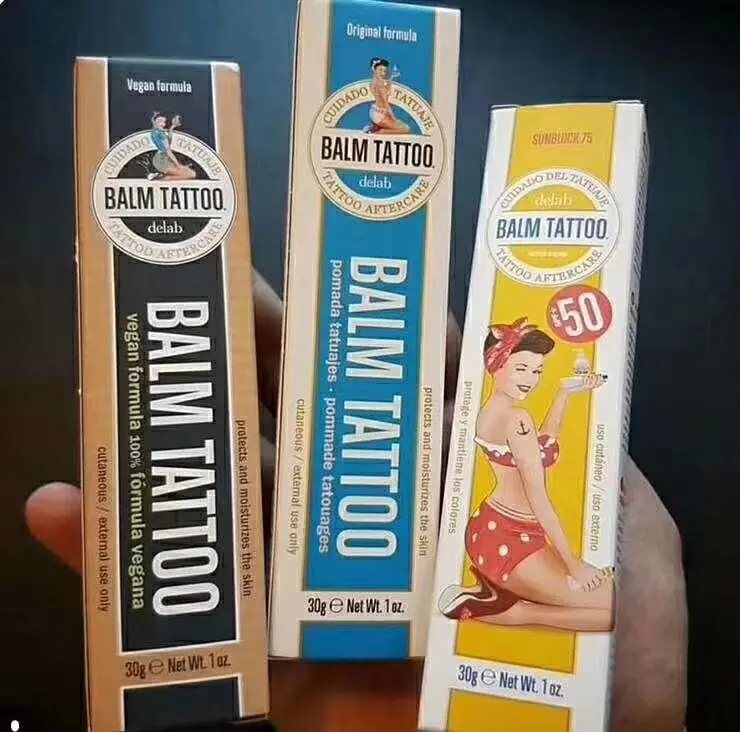 Vegan formula
CUIDADO TATUAJE
BALM TATTOO
delab
TATTOO AFTERCARE
BALM TATTOO
vegan formula 100% fórmula vegana
protects and moisturizes the skin
cutaneous / external use only
30g ℮ Net Wt. 1 oz.
Original formula
CUIDADO TATUAJE
BALM TATTOO
delab
TATTOO AFTERCARE
BALM TATTOO
pomada tatuajes · pommade tatouages
protects and moisturizes the skin
cutaneous / external use only
30g ℮ Net Wt. 1 oz.
SUNBLOCK 75
CUIDADO DEL TATUAJE
delab
BALM TATTOO
TATTOO AFTERCARE
50
protege y mantiene los colores
uso cutáneo / uso externo
30g ℮ Net Wt. 1 oz.